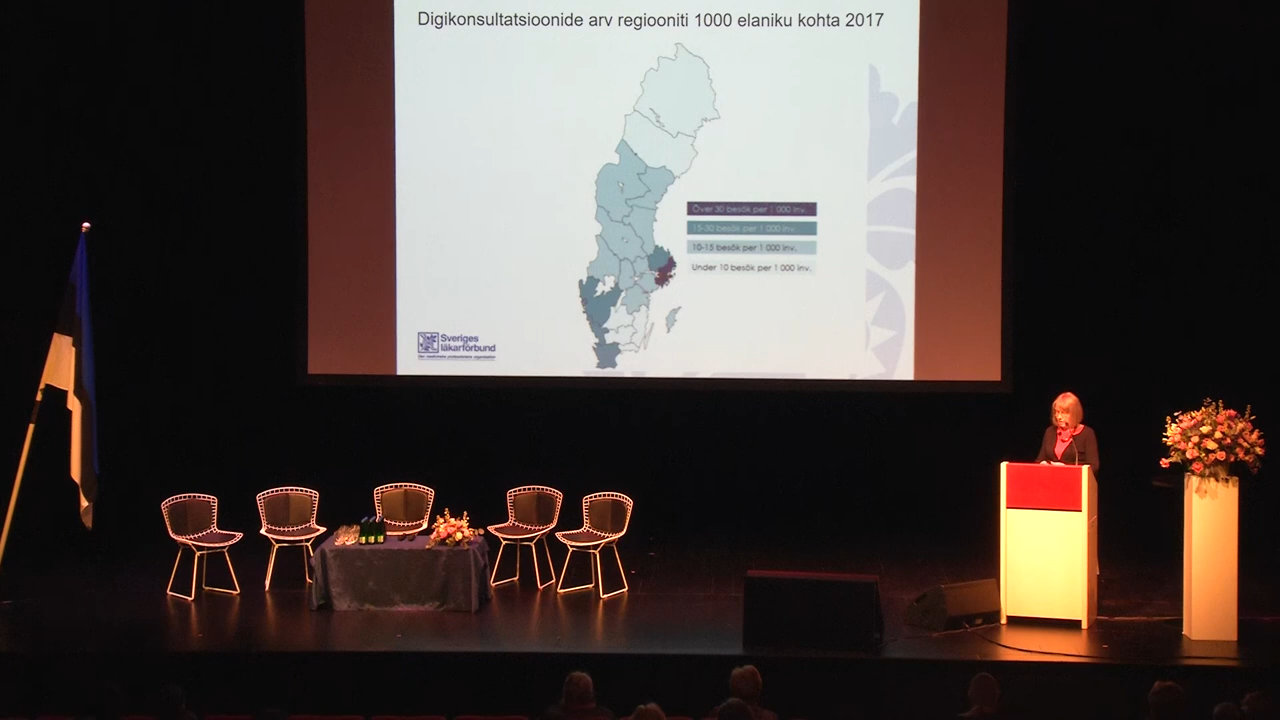 Digikonsultatsioonide arv regiooniti 1000 elaniku kohta 2017
Över 30 besök per 1 000 inv.
15-30 besök per 1 000 inv.
10-15 besök per 1 000 inv.
Under 10 besök per 1 000 inv.
Sveriges
läkarförbund